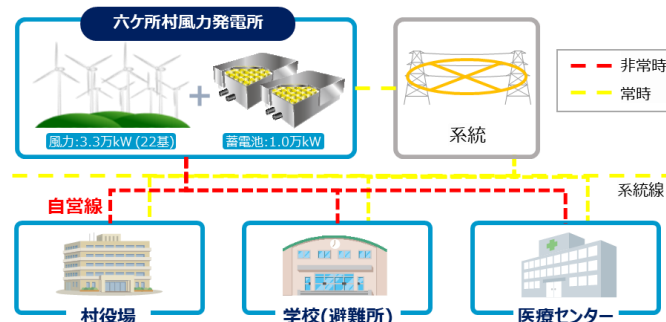 六ケ所村風力発電所
風力:3.3万kW (22基)
蓄電池:1.0万kW
系統
非常時
常時
系統線
自営線
村役場
学校(避難所)
医療センター